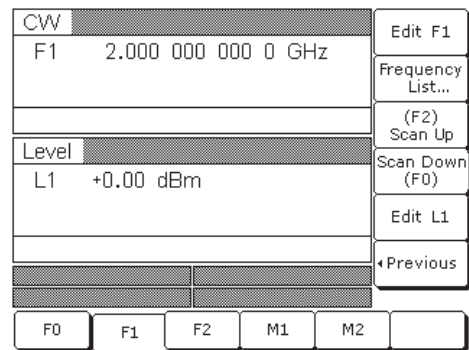 CW
F1 2.000 000 000 0 GHz
Level
L1 +0.00 dBm
Edit F1
Frequency
List...
(F2)
Scan Up
Scan Down
(F0)
Edit L1
Previous
F0 F1 F2 M1 M2